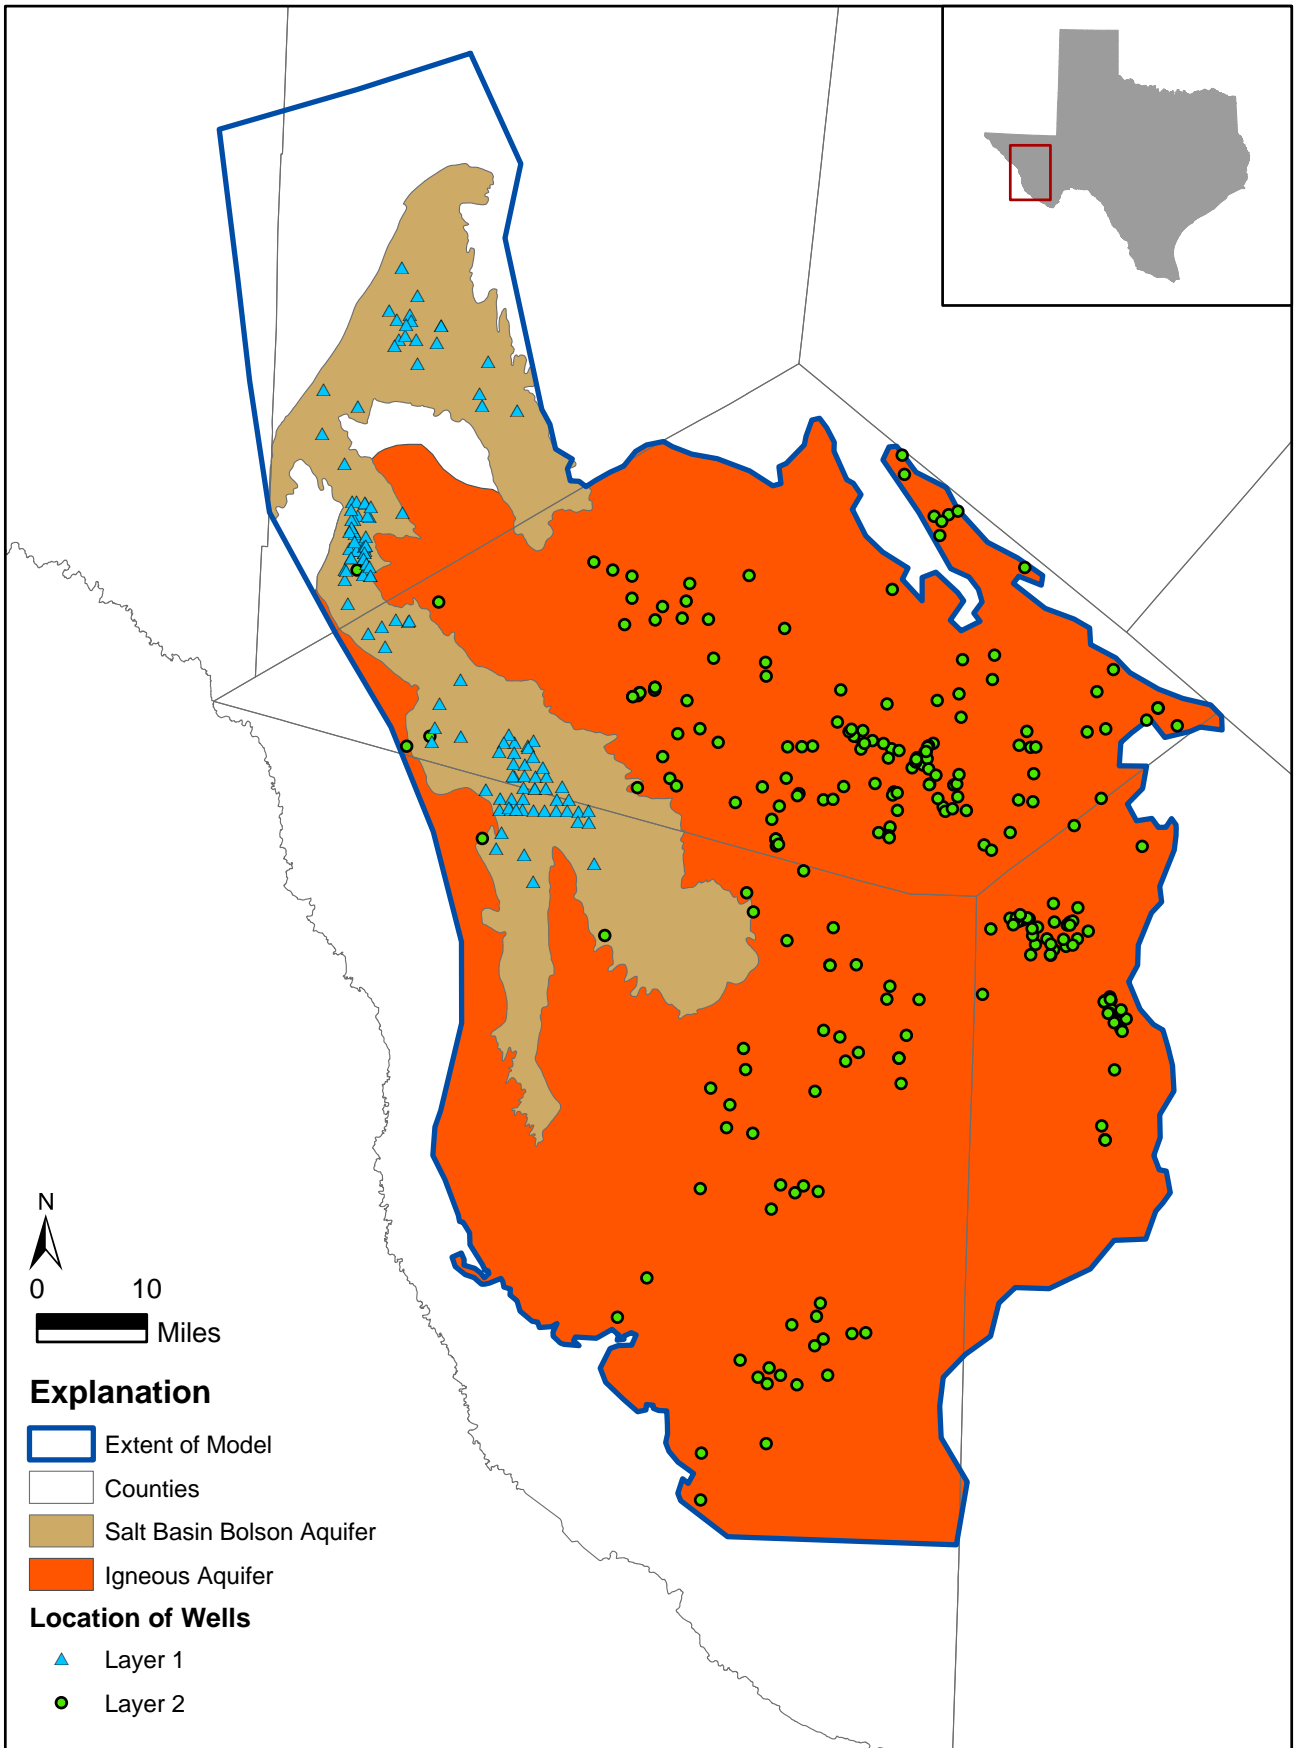 N
0 10
Miles
Explanation
Extent of Model
Counties
Salt Basin Bolson Aquifer
Igneous Aquifer
Location of Wells
Layer 1
Layer 2